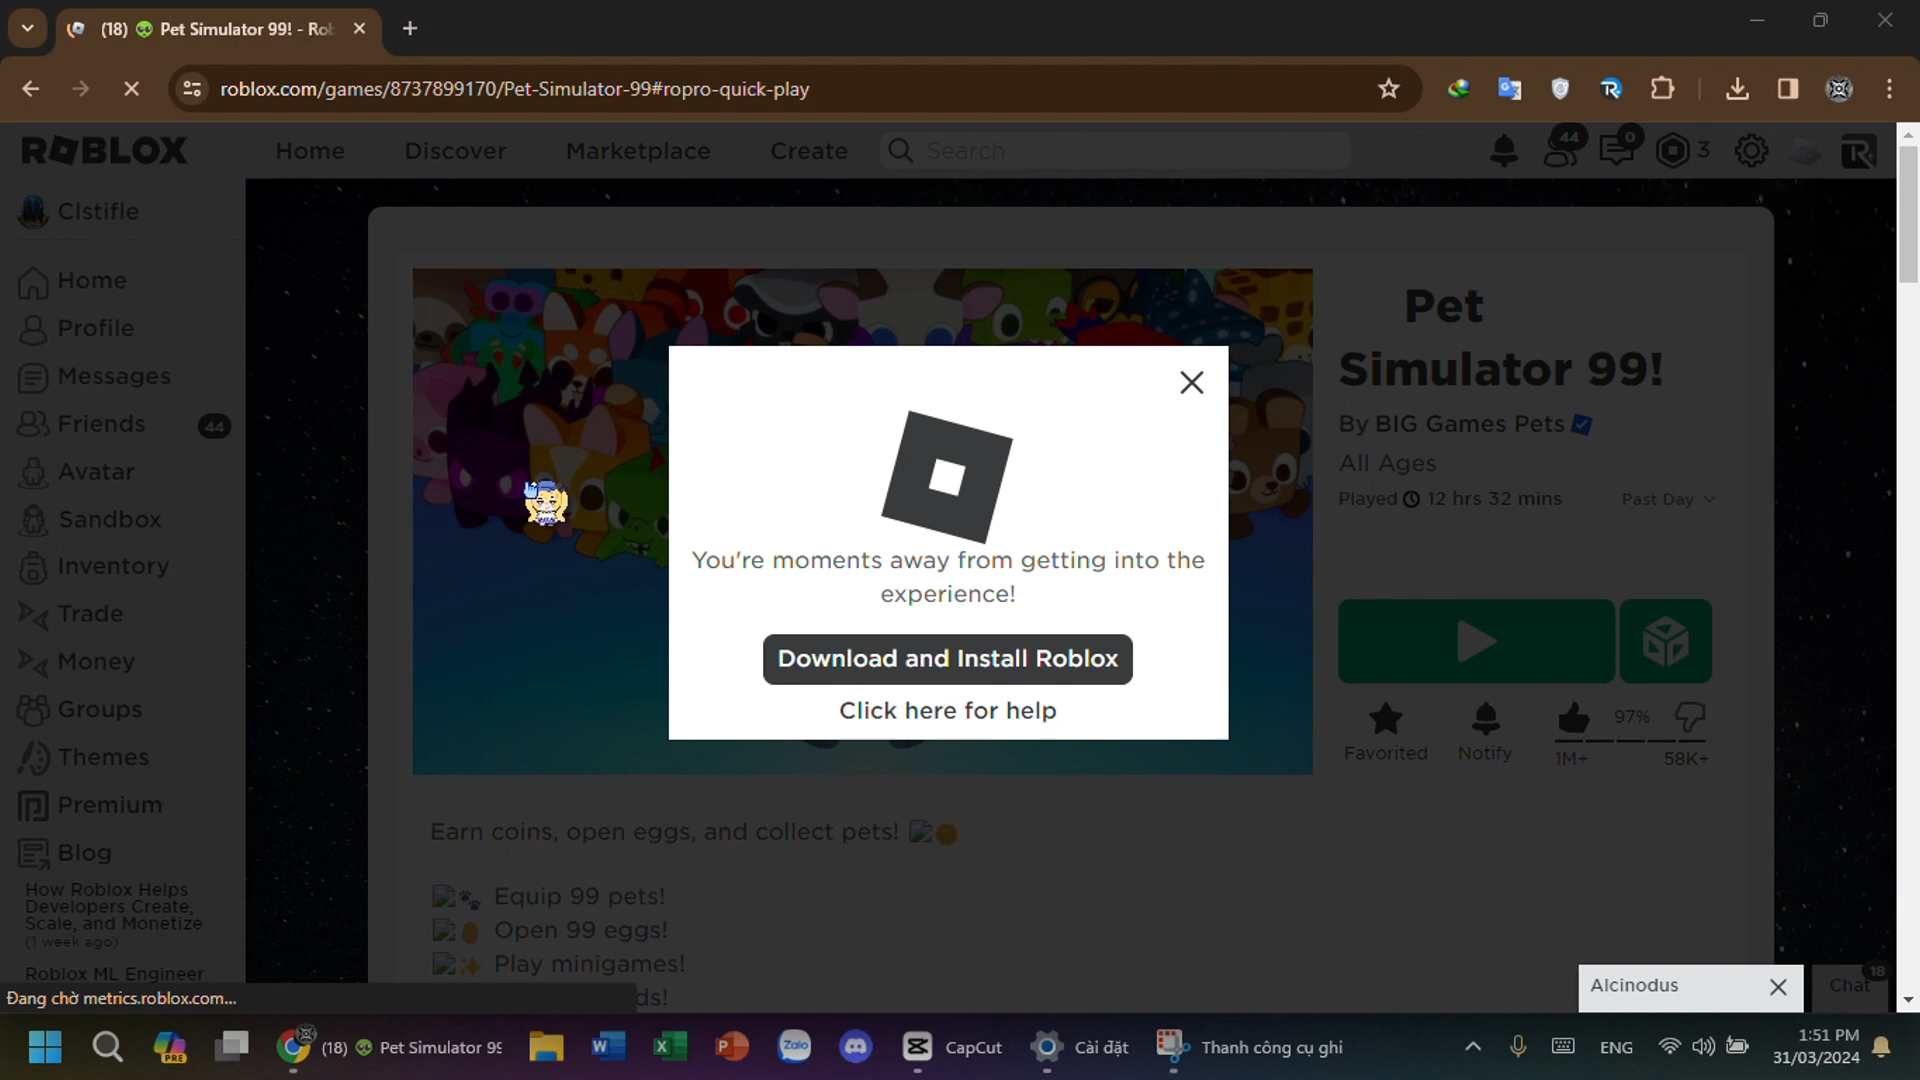 (18) 👽 Pet Simulator 99! - Rob
roblox.com/games/8737899170/Pet-Simulator-99#ropro-quick-play
ROBLOX
Home
Discover
Marketplace
Create
Search
44
0
3
Clstifle
Home
Profile
Messages
Friends
44
Avatar
Sandbox
Inventory
Trade
Money
Groups
Themes
Premium
Blog
How Roblox Helps
Developers Create,
Scale, and Monetize
(1 week ago)
Roblox ML Engineer
Pet
Simulator 99!
By BIG Games Pets
All Ages
Played 12 hrs 32 mins
Past Day
Favorited
Notify
97%
1M+
58K+
You're moments away from getting into the
experience!
Download and Install Roblox
Click here for help
Earn coins, open eggs, and collect pets!
Equip 99 pets!
Open 99 eggs!
Play minigames!
ds!
Alcinodus
Chat
18
Đang chờ metrics.roblox.com...
PRE
(18) 👽 Pet Simulator 99
Zalo
CapCut
Cài đặt
Thanh công cụ ghi
ENG
1:51 PM
31/03/2024